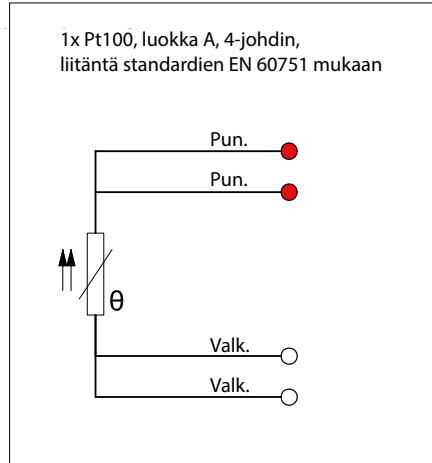 1x Pt100, luokka A, 4-johdin,
liitäntä standardien EN 60751 mukaan
Pun.
Pun.
θ
Valk.
Valk.